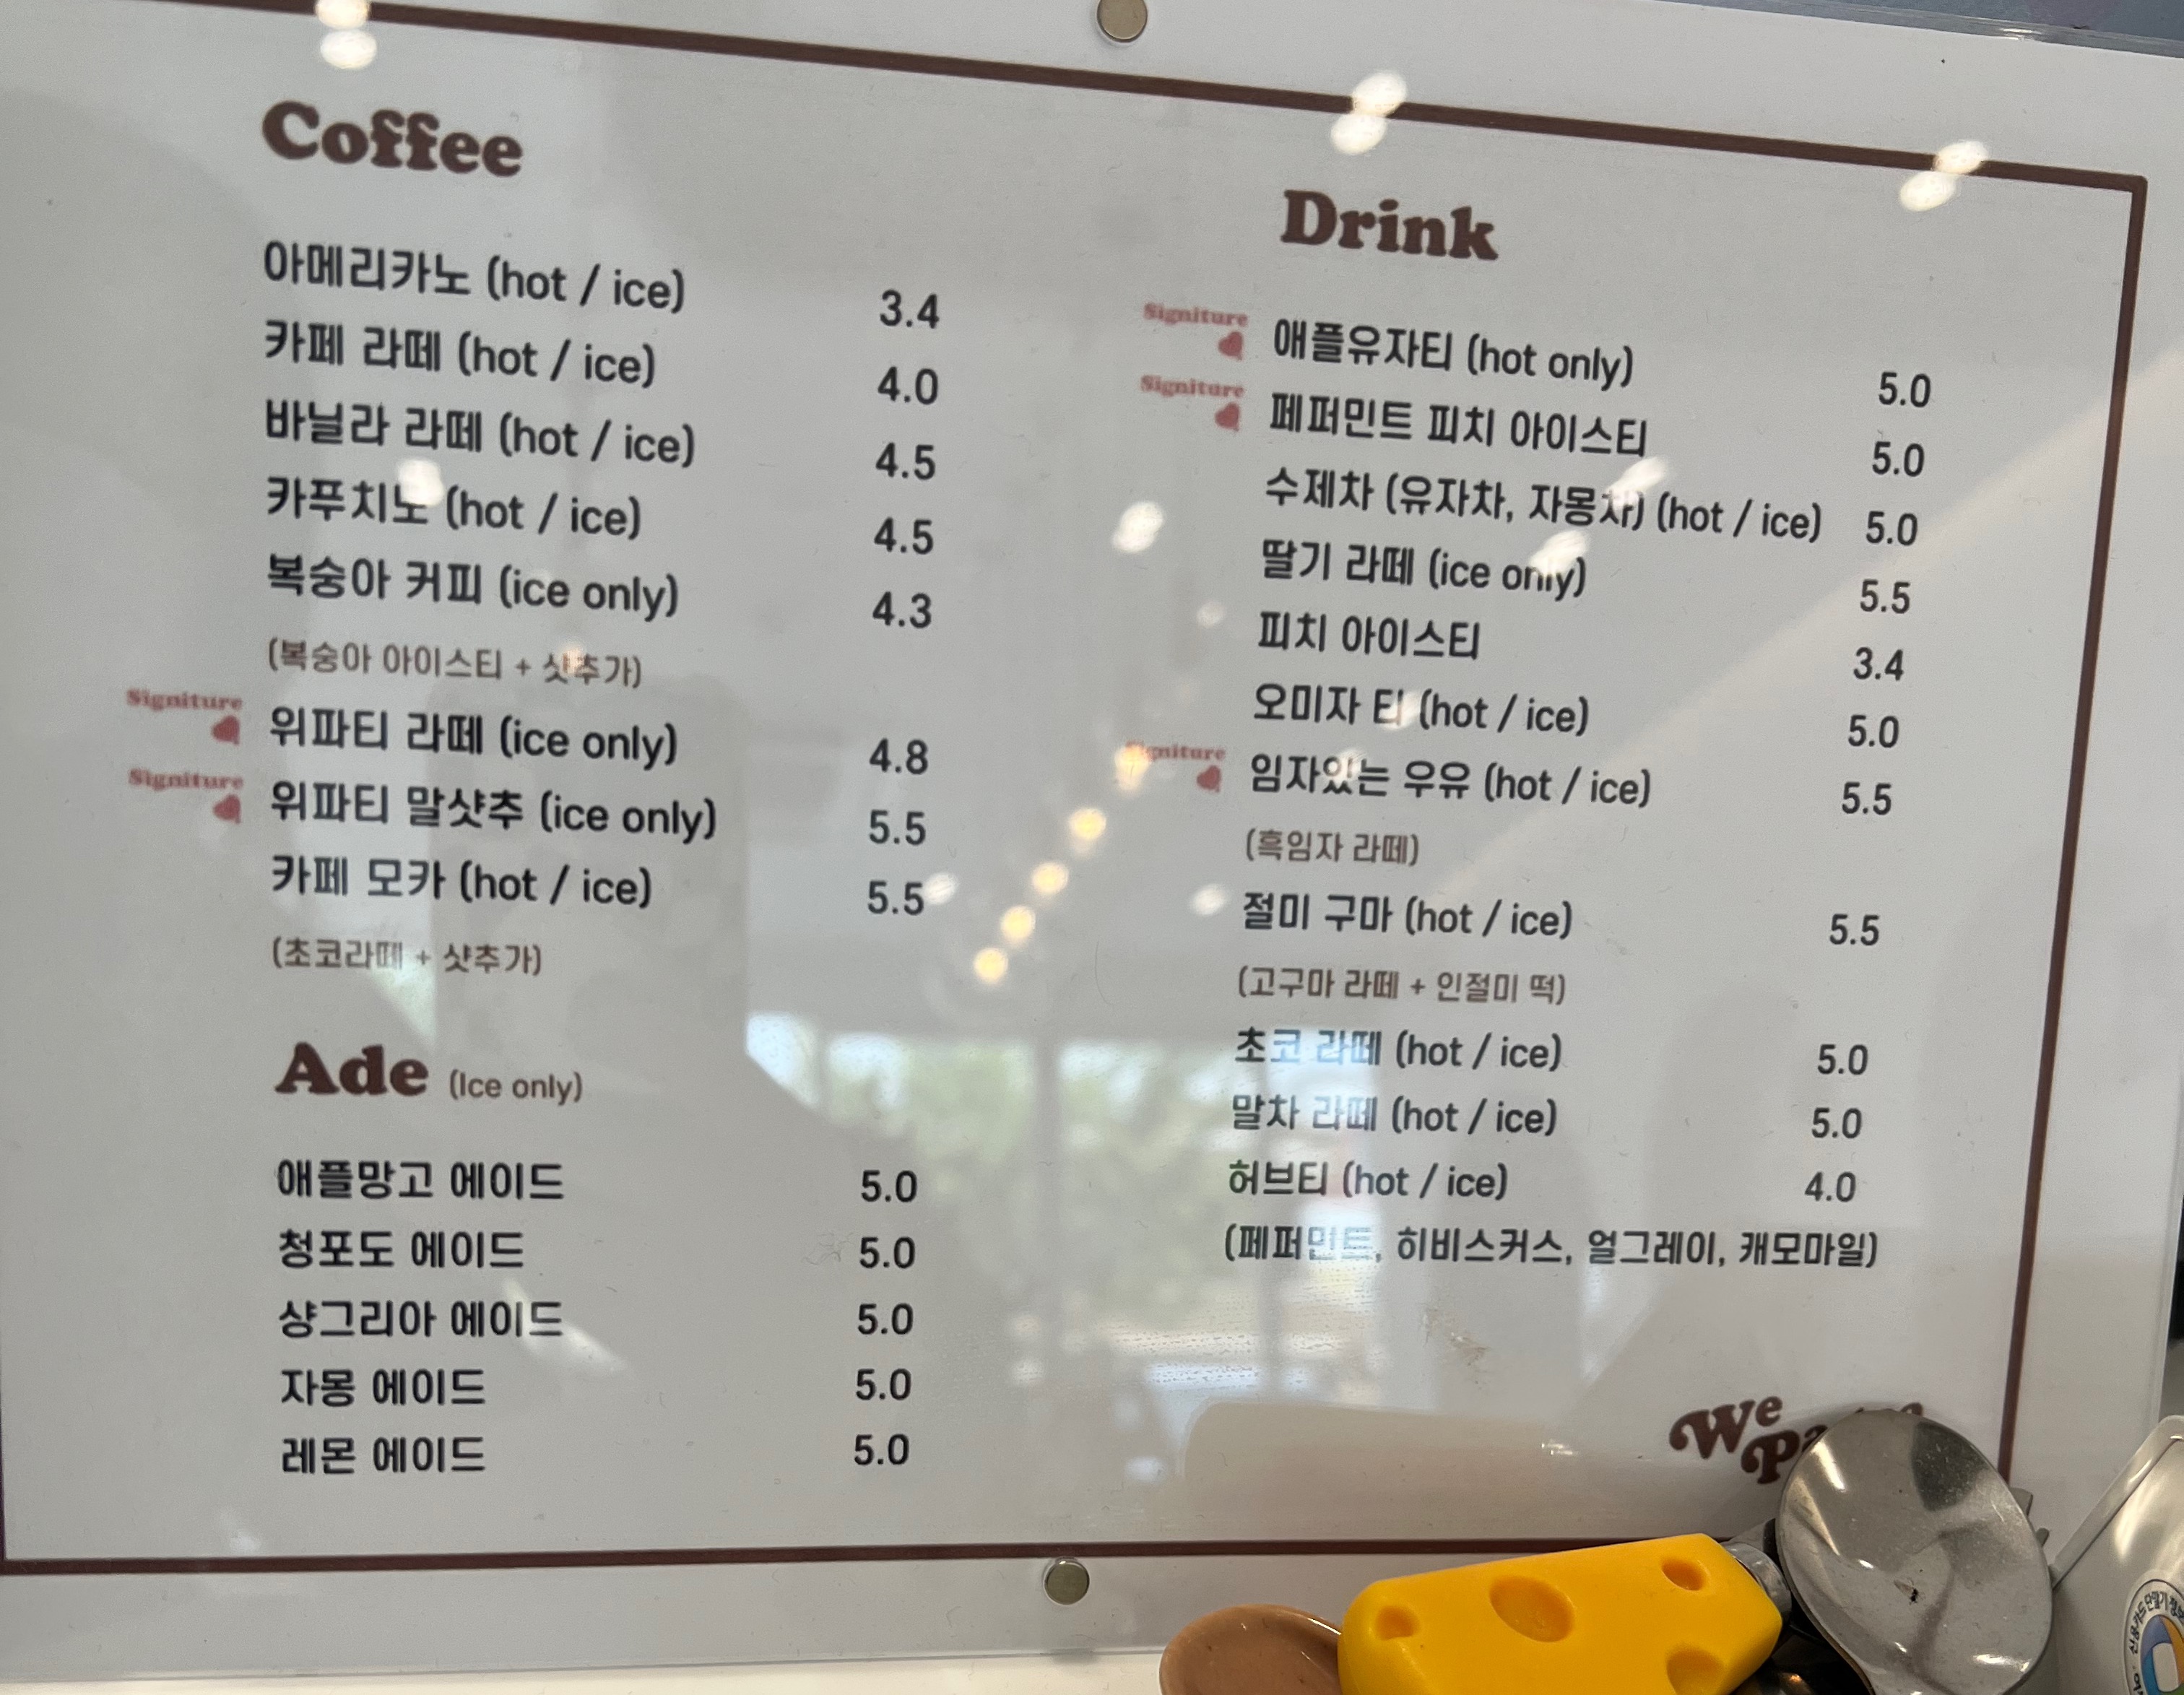 Coffee
아메리카노 (hot / ice) 3.4
카페 라떼 (hot / ice) 4.0
바닐라 라떼 (hot / ice) 4.5
카푸치노 (hot / ice) 4.5
복숭아 커피 (ice only) 4.3
(복숭아 아이스티 + 샷추가)
Signiture
위파티 라떼 (ice only) 4.8
Signiture
위파티 말샷추 (ice only) 5.5
카페 모카 (hot / ice) 5.5
(초코라떼 + 샷추가)
Ade (Ice only)
애플망고 에이드 5.0
청포도 에이드 5.0
샹그리아 에이드 5.0
자몽 에이드 5.0
레몬 에이드 5.0
Drink
Signiture
애플유자티 (hot only) 5.0
Signiture
페퍼민트 피치 아이스티 5.0
수제차 (유자차, 자몽차) (hot / ice) 5.0
딸기 라떼 (ice only) 5.5
피치 아이스티 3.4
오미자 티 (hot / ice) 5.0
Signiture
임자있는 우유 (hot / ice) 5.5
(흑임자 라떼)
절미 구마 (hot / ice) 5.5
(고구마 라떼 + 인절미 떡)
초코 라떼 (hot / ice) 5.0
말차 라떼 (hot / ice) 5.0
허브티 (hot / ice) 4.0
(페퍼민트, 히비스커스, 얼그레이, 캐모마일)
We